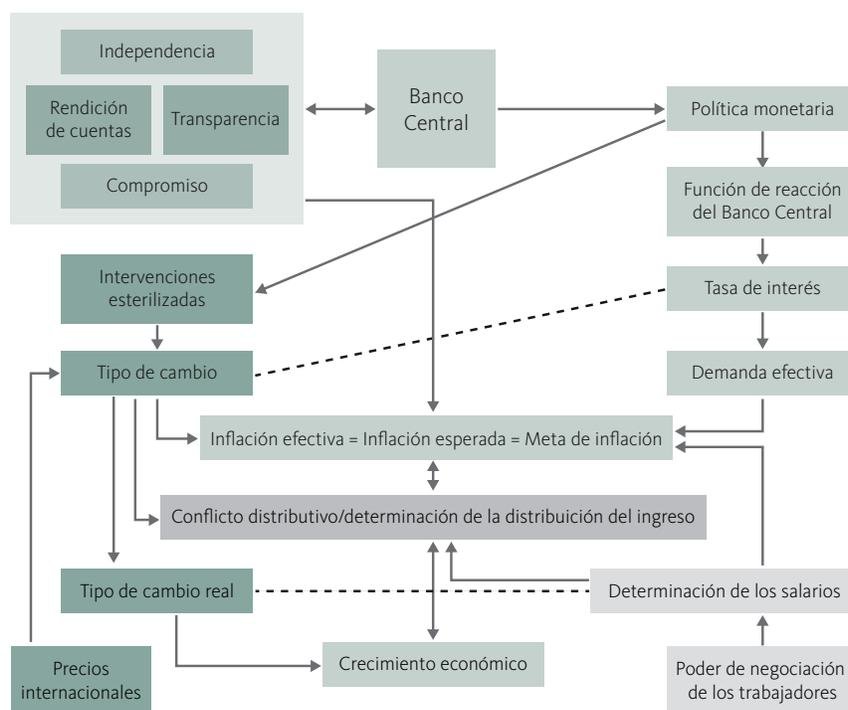 Independencia
Rendición
de cuentas
Transparencia
Compromiso
Banco
Central
Política monetaria
Función de reacción
del Banco Central
Intervenciones
esterilizadas
Tasa de interés
Tipo de cambio
Demanda efectiva
Inflación efectiva = Inflación esperada = Meta de inflación
Conflicto distributivo/determinación de la distribuición del ingreso
Tipo de cambio real
Determinación de los salarios
Crecimiento económico
Precios
internacionales
Poder de negociación
de los trabajadores